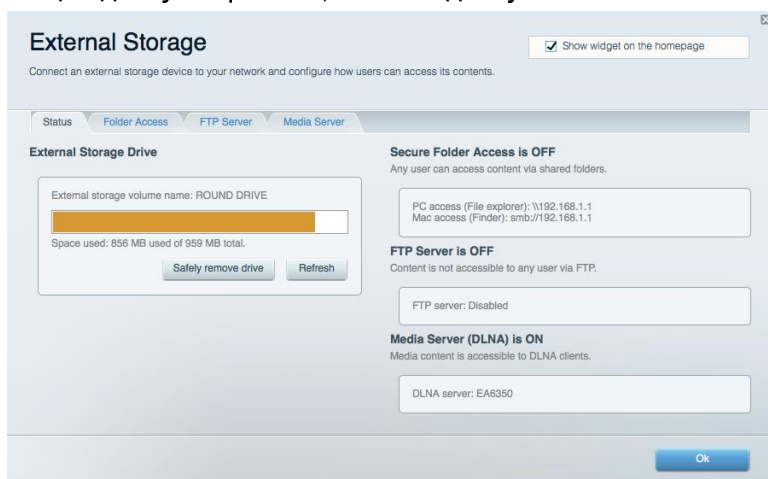 External Storage
Show widget on the homepage
Connect an external storage device to your network and configure how users can access its contents.
Status
Folder Access
FTP Server
Media Server
External Storage Drive
External storage volume name: ROUND DRIVE
Space used: 856 MB used of 959 MB total.
Safely remove drive
Refresh
Secure Folder Access is OFF
Any user can access content via shared folders.
PC access (File explorer): \\192.168.1.1
Mac access (Finder): smb://192.168.1.1
FTP Server is OFF
Content is not accessible to any user via FTP.
FTP server: Disabled
Media Server (DLNA) is ON
Media content is accessible to DLNA clients.
DLNA server: EA6350
Ok